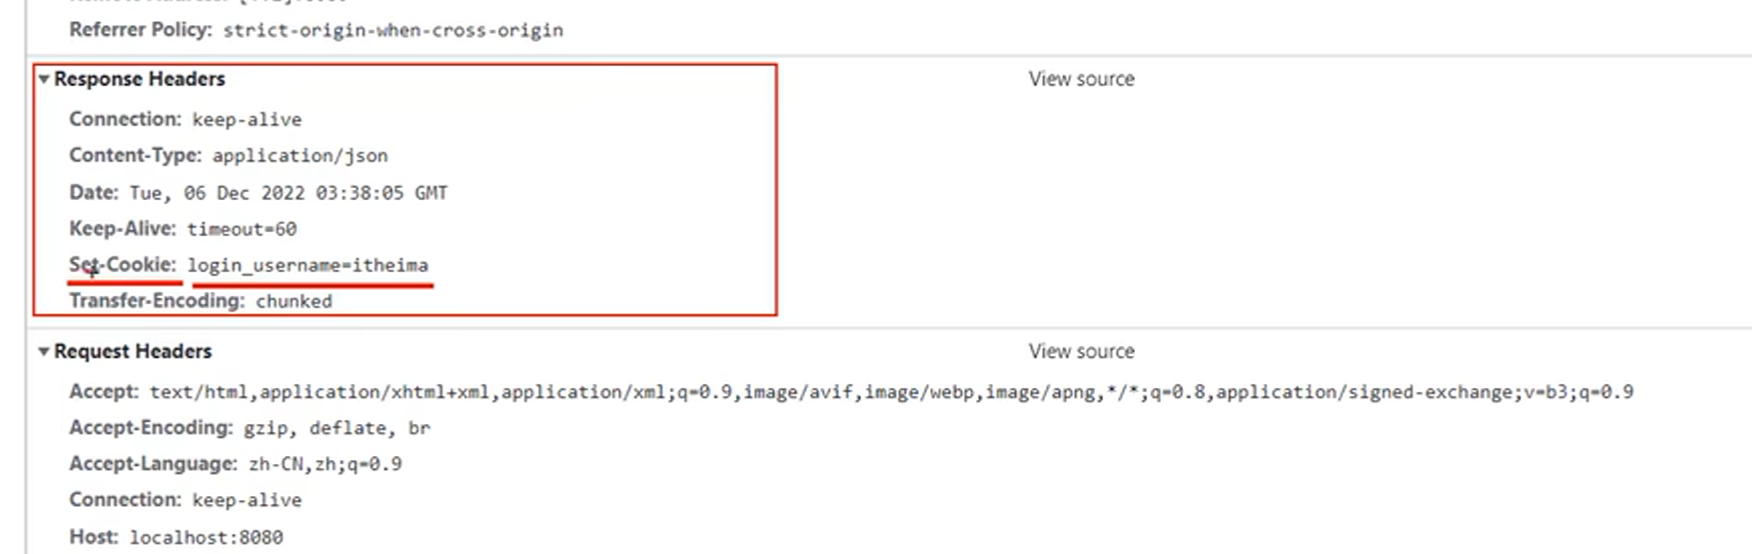 Referrer Policy: strict-origin-when-cross-origin
Response Headers View source
Connection: keep-alive
Content-Type: application/json
Date: Tue, 06 Dec 2022 03:38:05 GMT
Keep-Alive: timeout=60
Set-Cookie: login_username=itheima
Transfer-Encoding: chunked
Request Headers View source
Accept: text/html,application/xhtml+xml,application/xml;q=0.9,image/avif,image/webp,image/apng,*/*;q=0.8,application/signed-exchange;v=b3;q=0.9
Accept-Encoding: gzip, deflate, br
Accept-Language: zh-CN,zh;q=0.9
Connection: keep-alive
Host: localhost:8080